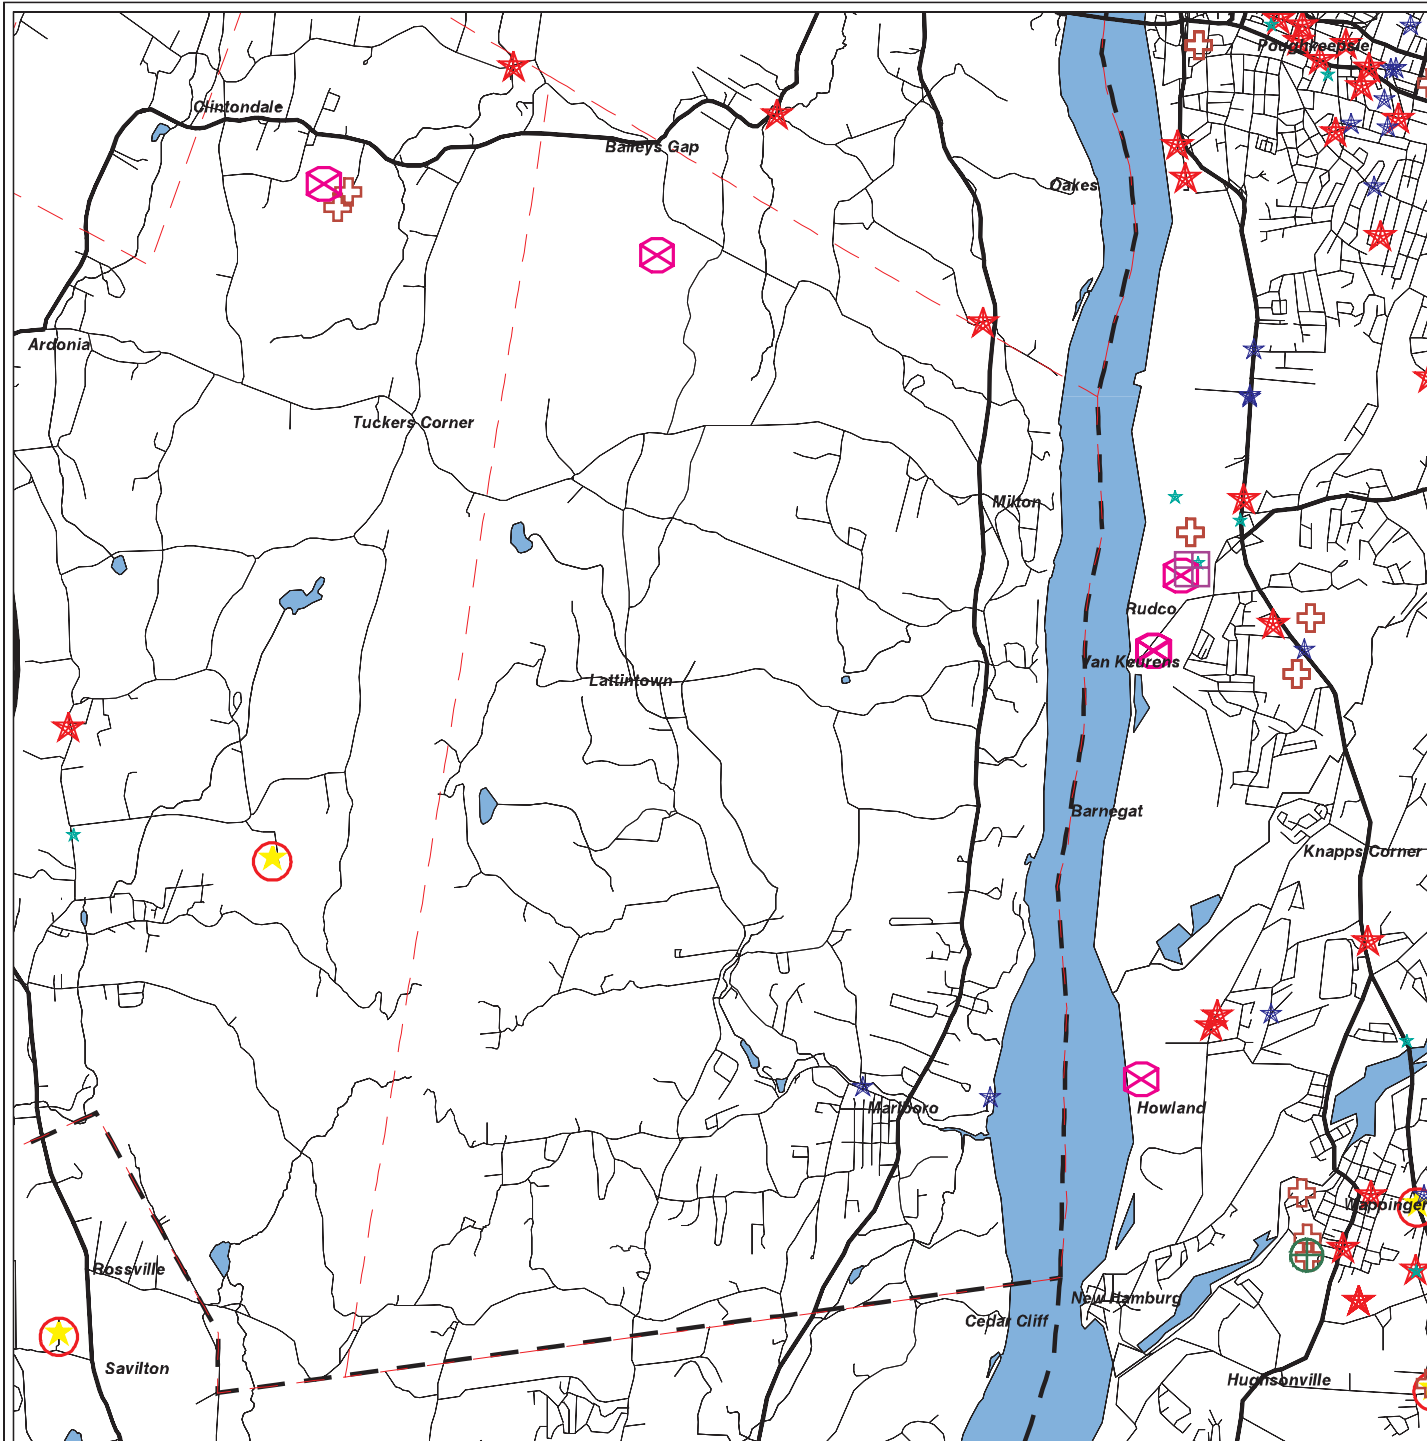 Poughkeepsie
Clintondale
Baileys Gap
Oakes
Ardonia
Tuckers Corner
Milton
Rudco
Van Keurens
Lattintown
Barnegat
Knapps Corner
Marlboro
Howland
Wappinger
Rossville
New Hamburg
Cedar Cliff
Savilton
Hughsonville